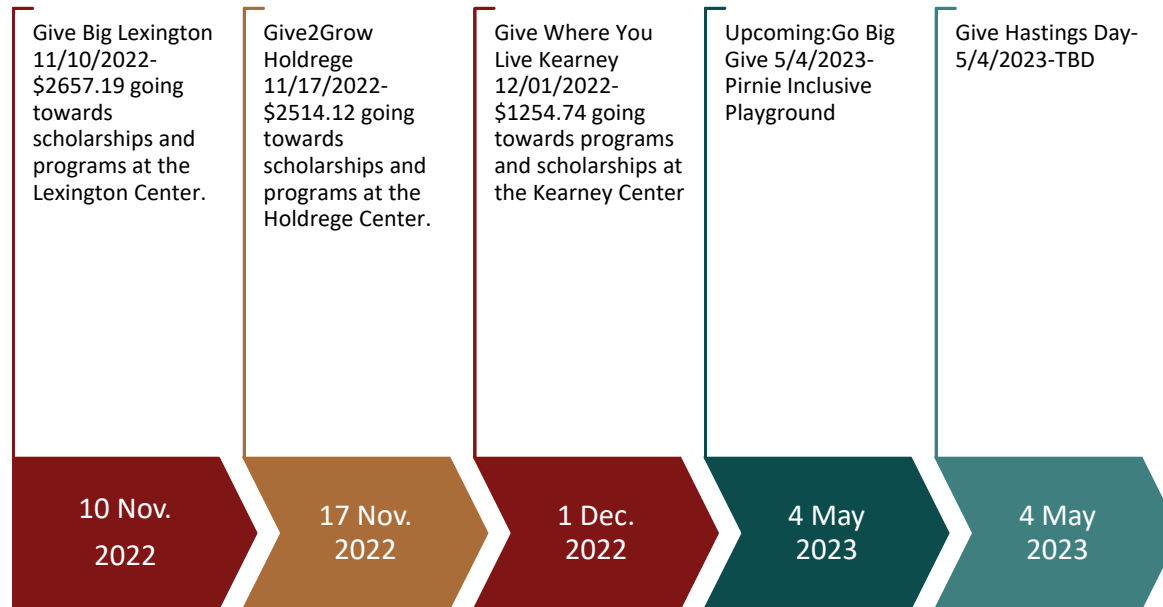 Give Big Lexington
11/10/2022-
$2657.19 going
towards
scholarships and
programs at the
Lexington Center.
Give2Grow
Holdrege
11/17/2022-
$2514.12 going
towards
scholarships and
programs at the
Holdrege Center.
Give Where You
Live Kearney
12/01/2022-
$1254.74 going
towards programs
and scholarships at
the Kearney Center
Upcoming:Go Big
Give 5/4/2023-
Pirnie Inclusive
Playground
Give Hastings Day-
5/4/2023-TBD
10 Nov.
2022
17 Nov.
2022
1 Dec.
2022
4 May
2023
4 May
2023